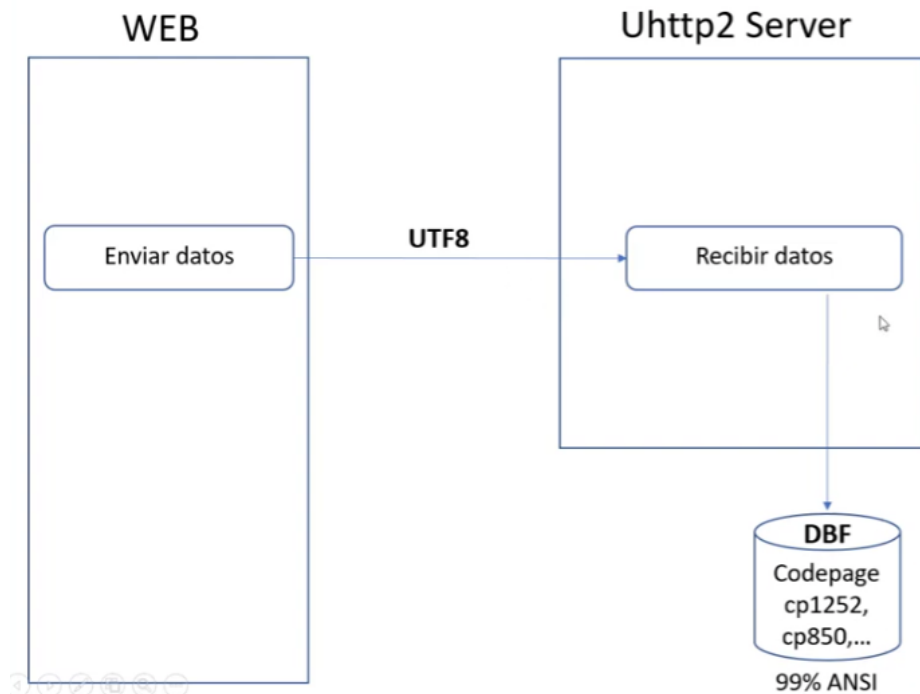 WEB
Uhttp2 Server
Enviar datos
UTF8
Recibir datos
DBF
Codepage
cp1252,
cp850,...
99% ANSI